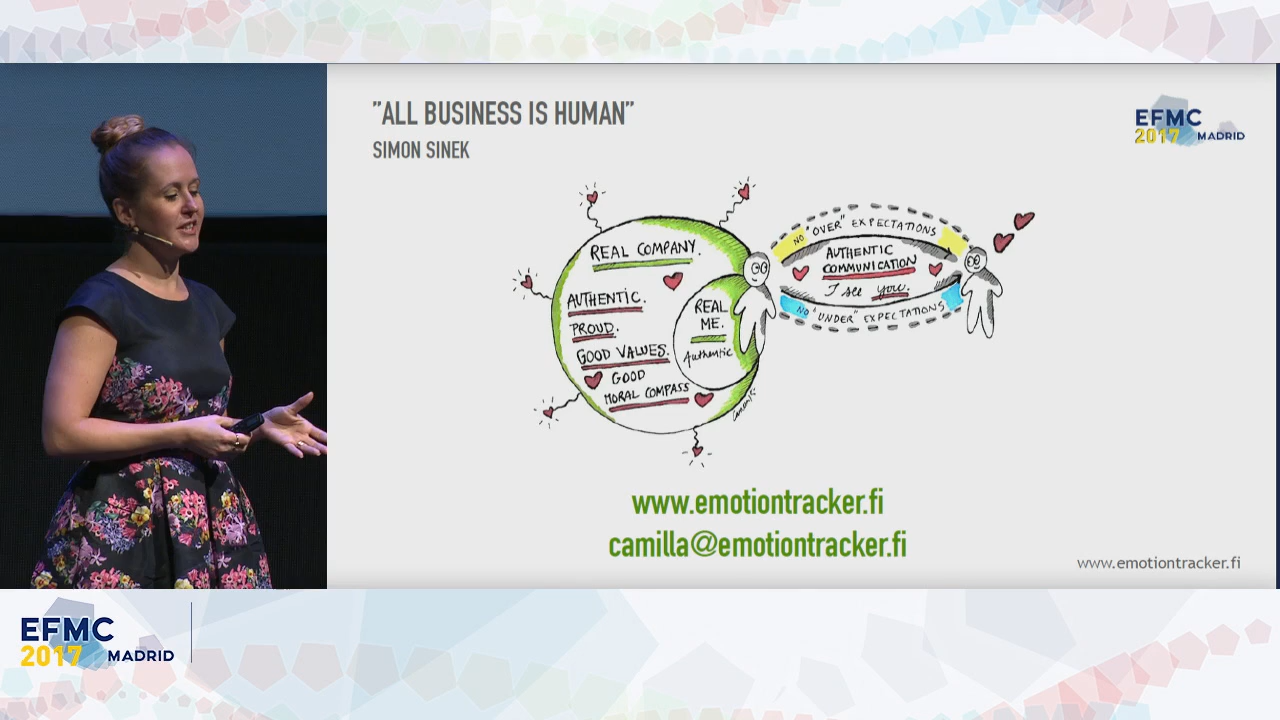 "ALL BUSINESS IS HUMAN"
SIMON SINEK
EFMC
2017 MADRID
REAL COMPANY.
AUTHENTIC.
PROUD.
GOOD VALUES.
GOOD
MORAL COMPASS
REAL
ME.
Authentic
NO "OVER" EXPECTATIONS
AUTHENTIC
COMMUNICATION
I see you.
NO "UNDER" EXPECTATIONS
www.emotiontracker.fi
camilla@emotiontracker.fi
www.emotiontracker.fi
EFMC
2017 MADRID